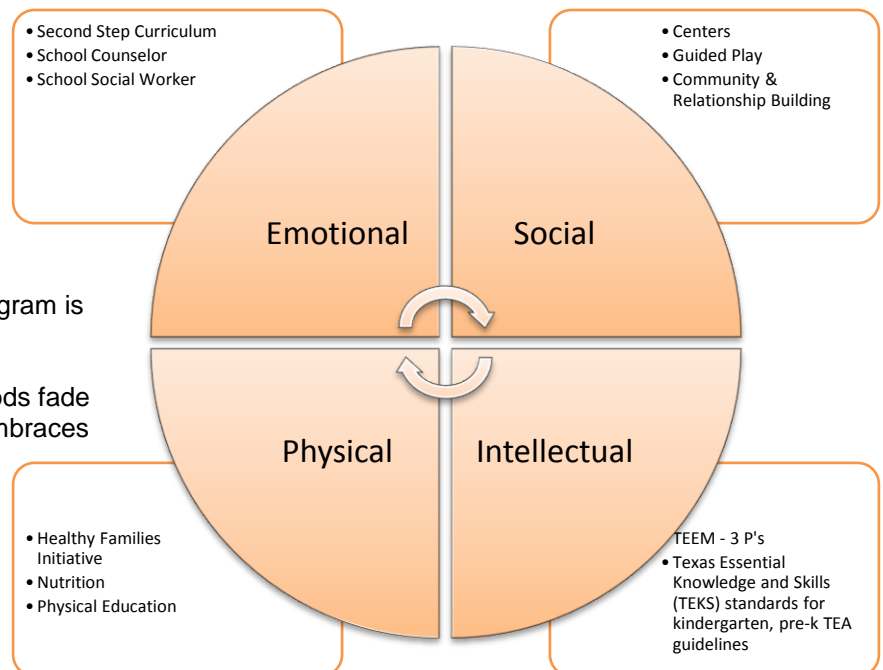 • Second Step Curriculum
• School Counselor
• School Social Worker
• Centers
• Guided Play
• Community &
Relationship Building
Emotional
Social
gram is
ods fade
mbraces
Physical
Intellectual
• Healthy Families
Initiative
• Nutrition
• Physical Education
TEEM - 3 P's
• Texas Essential
Knowledge and Skills
(TEKS) standards for
kindergarten, pre-k TEA
guidelines